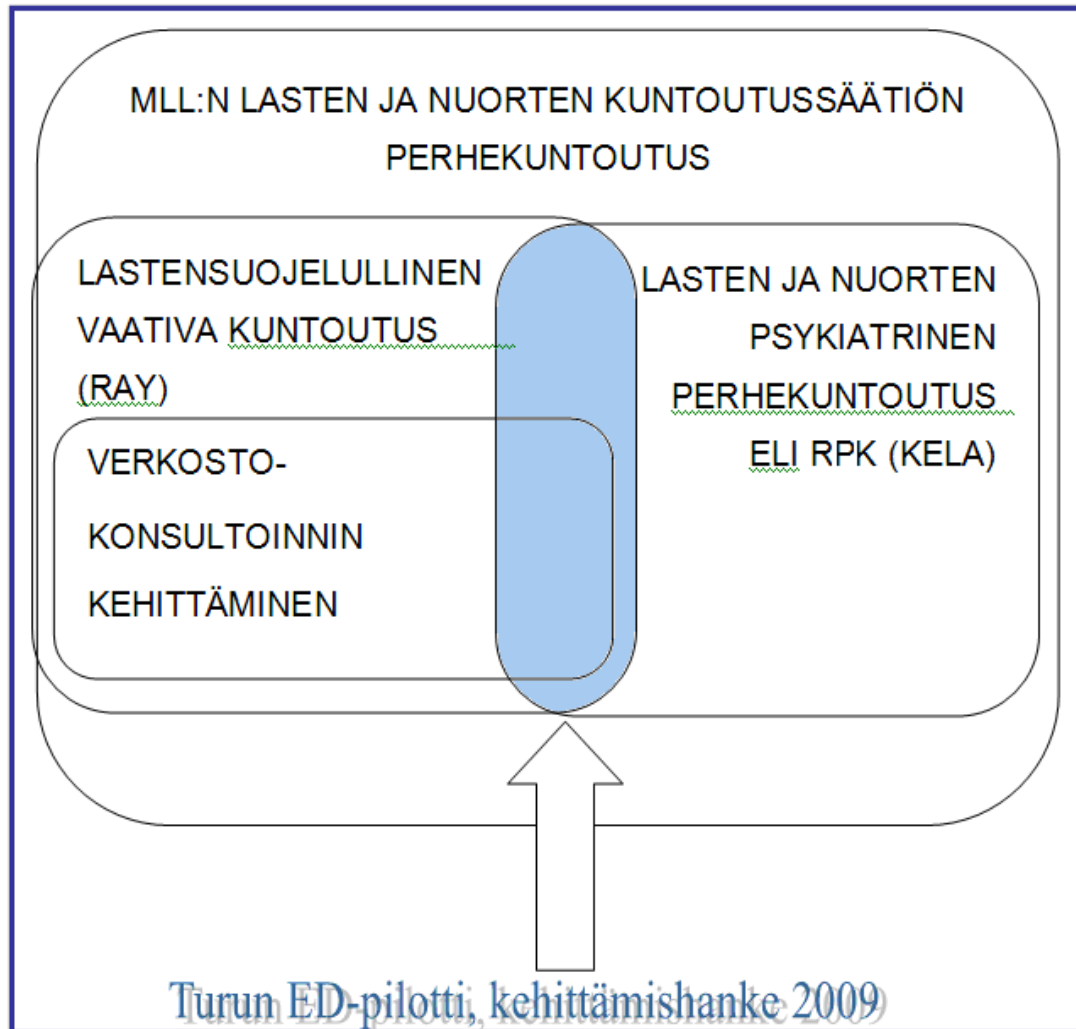 MLL:N LASTEN JA NUORTEN KUNTOUTUSSÄÄTIÖN
PERHEKUNTOUTUS
LASTENSUOJELULLINEN
VAATIVA KUNTOUTUS
(RAY)
VERKOSTO-
KONSULTOINNIN
KEHITTÄMINEN
LASTEN JA NUORTEN
PSYKIATRINEN
PERHEKUNTOUTUS
ELI RPK (KELA)
Turun ED-pilotti, kehittämishanke 2009